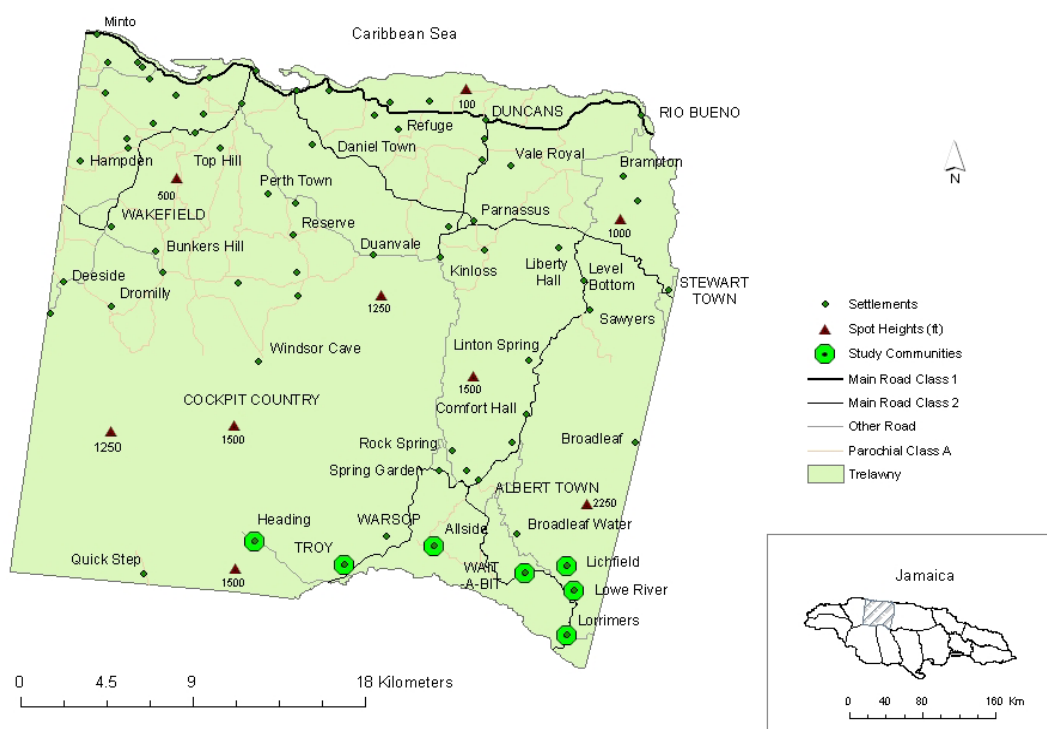 Minto
Caribbean Sea
100
DUNCANS
RIO BUENO
Refuge
Hampden
Top Hill
Daniel Town
Vale Royal
Brampton
500
Perth Town
WAKEFIELD
Parnassus
1000
Reserve
Bunkers Hill
Duanvale
Kinloss
Liberty
Hall
Level
Bottom
STEWART
TOWN
Deeside
Dromilly
1250
Sawyers
Windsor Cave
Linton Spring
1500
COCKPIT COUNTRY
Comfort Hall
1250
1500
Rock Spring
Broadleaf
Spring Garden
ALBERT TOWN
2250
Heading
WARSOP
Allside
Broadleaf Water
TROY
Quick Step
1500
WAIT
-A-BIT
Lichfield
Lowe River
Lorrimers
N
Settlements
Spot Heights (ft)
Study Communities
Main Road Class 1
Main Road Class 2
Other Road
Parochial Class A
Trelawny
0 4.5 9 18 Kilometers
Jamaica
0 40 80 160 Km